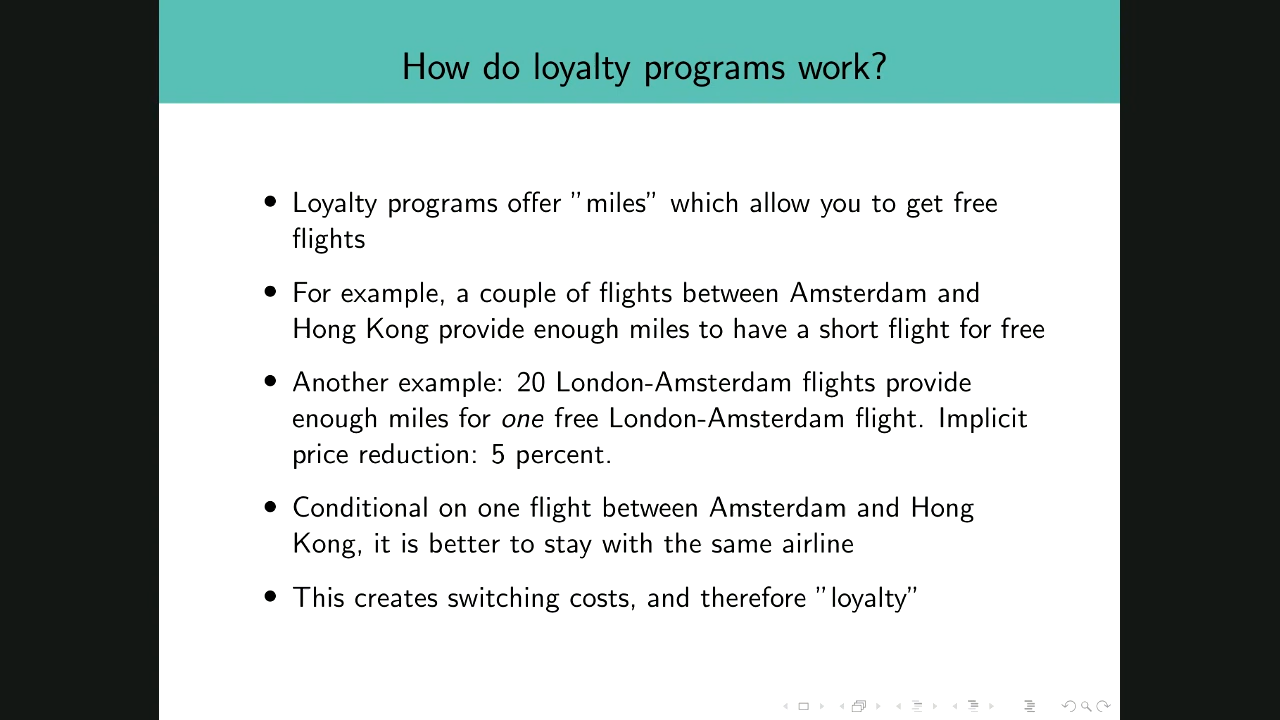 How do loyalty programs work?
• Loyalty programs offer ”miles” which allow you to get free
flights
• For example, a couple of flights between Amsterdam and
Hong Kong provide enough miles to have a short flight for free
• Another example: 20 London-Amsterdam flights provide
enough miles for one free London-Amsterdam flight. Implicit
price reduction: 5 percent.
• Conditional on one flight between Amsterdam and Hong
Kong, it is better to stay with the same airline
• This creates switching costs, and therefore ”loyalty”